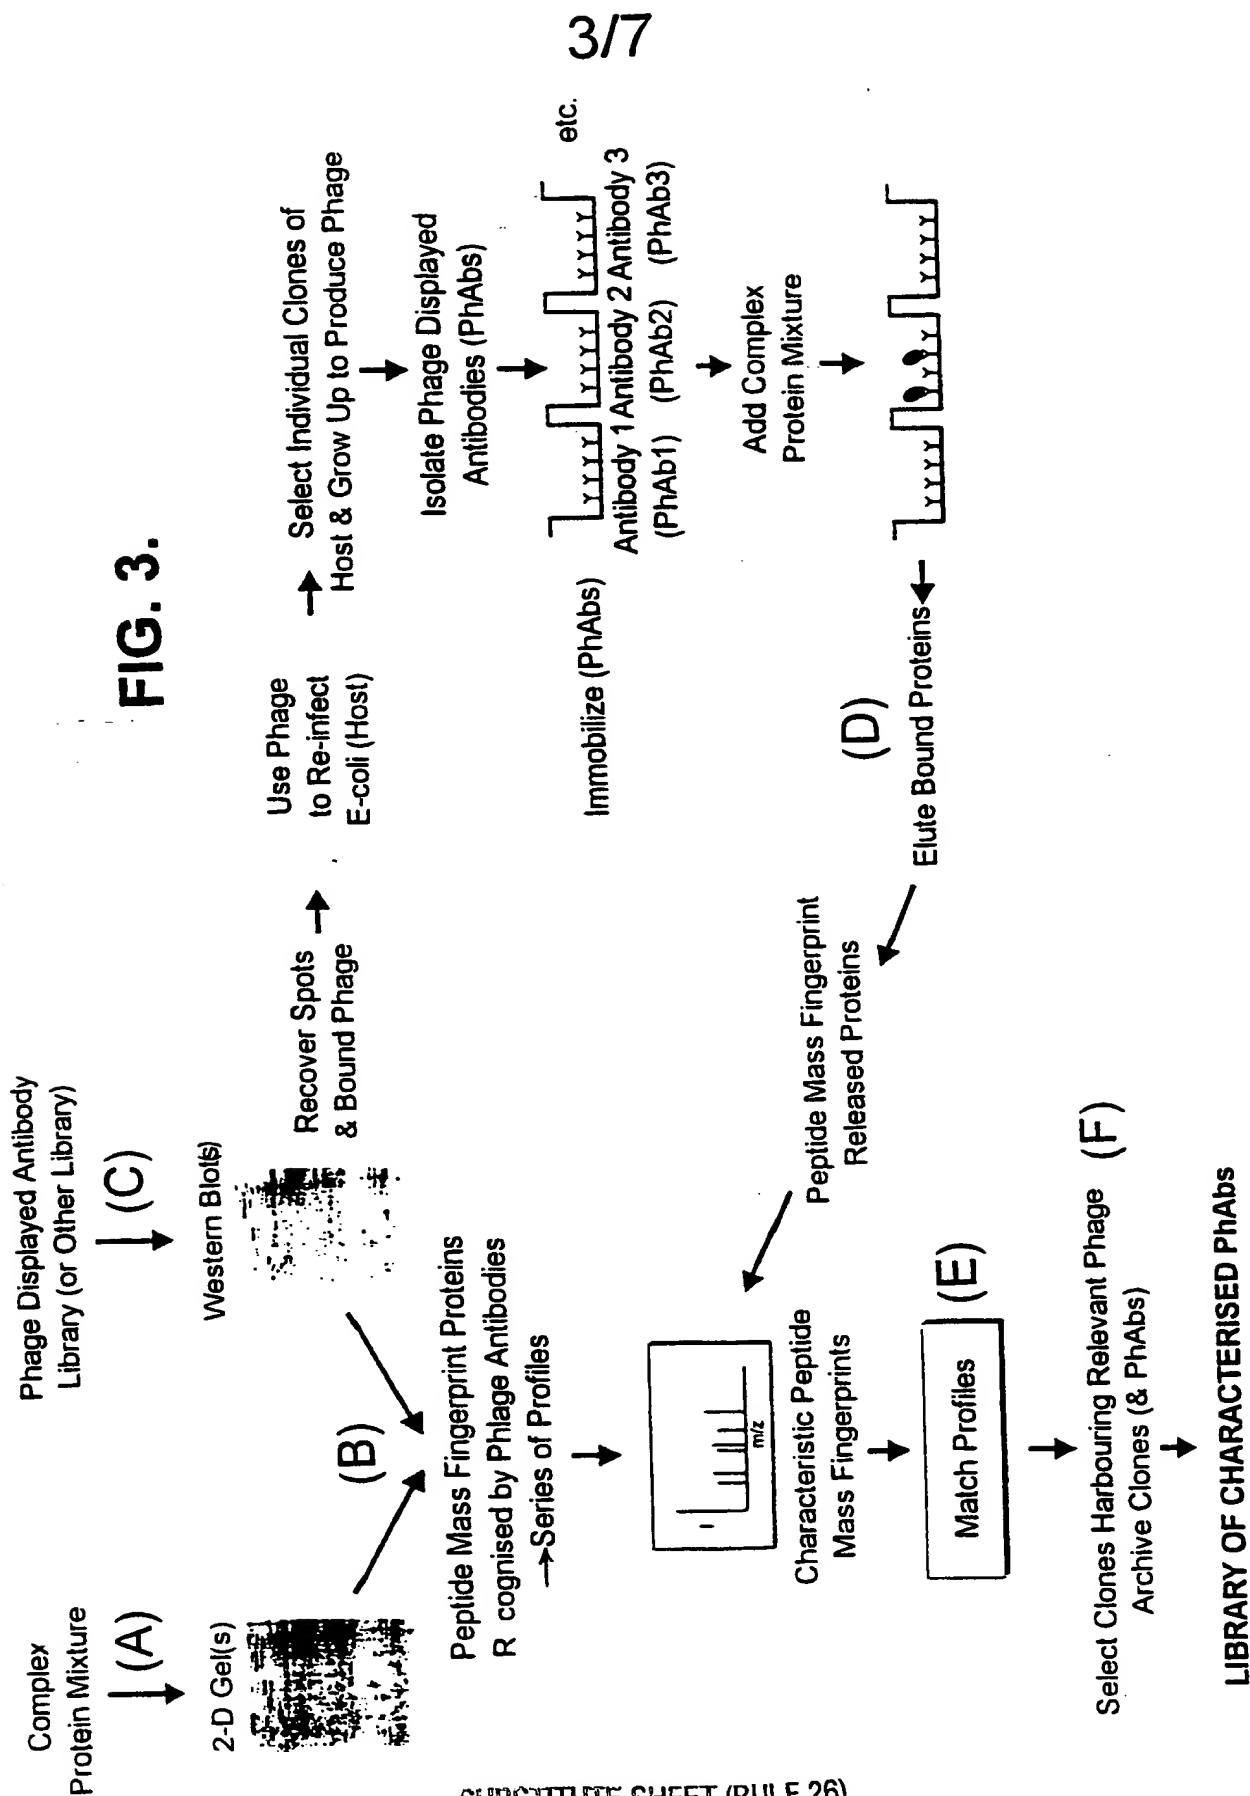 3/7
FIG. 3.
Complex
Protein Mixture
(A)
2-D Gel(s)
Phage Displayed Antibody
Library (or Other Library)
(C)
Western Blot(s)
Recover Spots
& Bound Phage
Use Phage
to Re-infect
E-coli (Host)
Select Individual Clones of
Host & Grow Up to Produce Phage
Isolate Phage Displayed
Antibodies (PhAbs)
etc.
Immobilize (PhAbs)
Antibody 1 Antibody 2 Antibody 3
(PhAb1) (PhAb2) (PhAb3)
Add Complex
Protein Mixture
(D)
Elute Bound Proteins
Peptide Mass Fingerprint
Released Proteins
(B)
Peptide Mass Fingerprint Proteins
R cognised by Phlage Antibodies
→Series of Profiles
m/z
Characteristic Peptide
Mass Fingerprints
Match Profiles
(E)
Select Clones Harbouring Relevant Phage
Archive Clones (& PhAbs)
(F)
LIBRARY OF CHARACTERISED PhAbs
SUBSTITUTE SHEET (RULE 26)